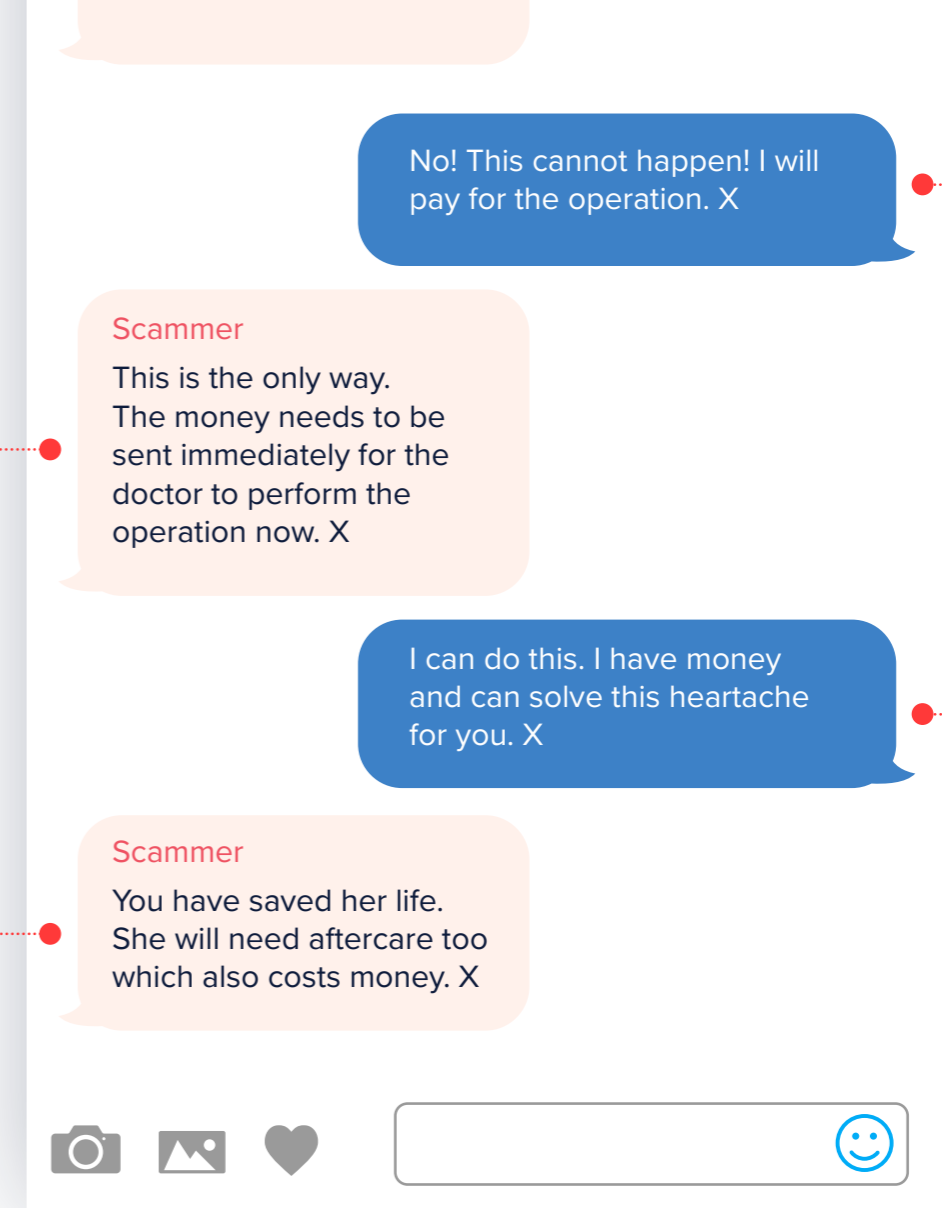 No! This cannot happen! I will
pay for the operation. X
Scammer
This is the only way.
The money needs to be
sent immediately for the
doctor to perform the
operation now. X
I can do this. I have money
and can solve this heartache
for you. X
Scammer
You have saved her life.
She will need aftercare too
which also costs money. X